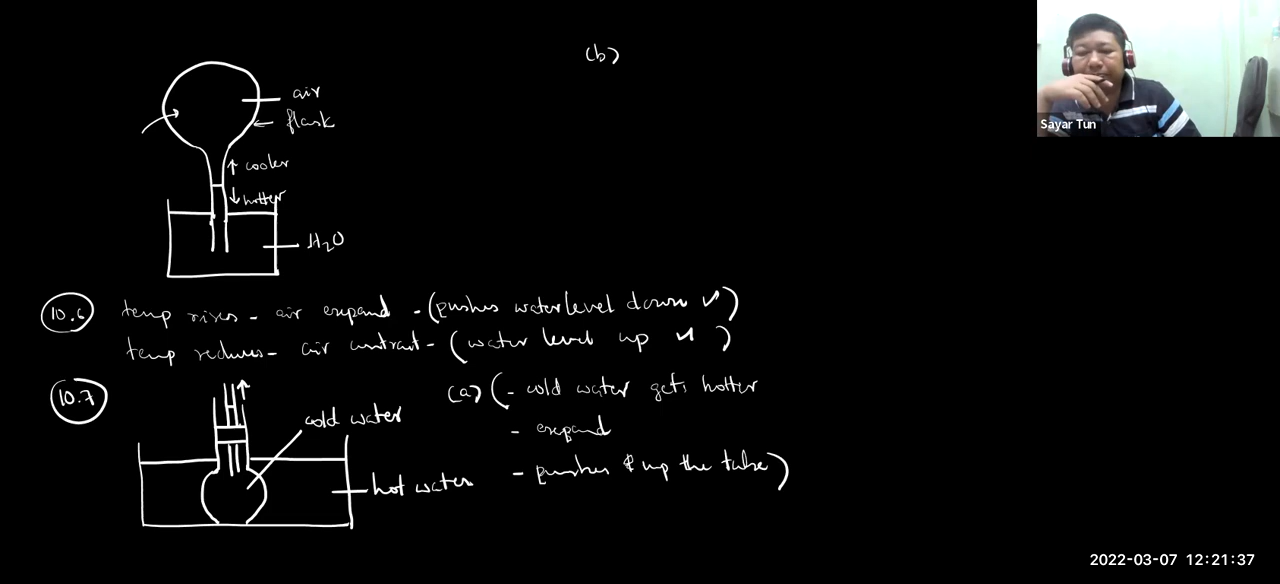 (b)
air
flask
↑ cooler
↓ hotter
H₂O
10.6 temp rises - air expand - (pushes water level down ✓)
temp reduces - air contract - (water level up ✓)
10.7
cold water
hot water
(a) (- cold water gets hotter
- expand
- pushes up the tube)
Sayar Tun
2022-03-07 12:21:37